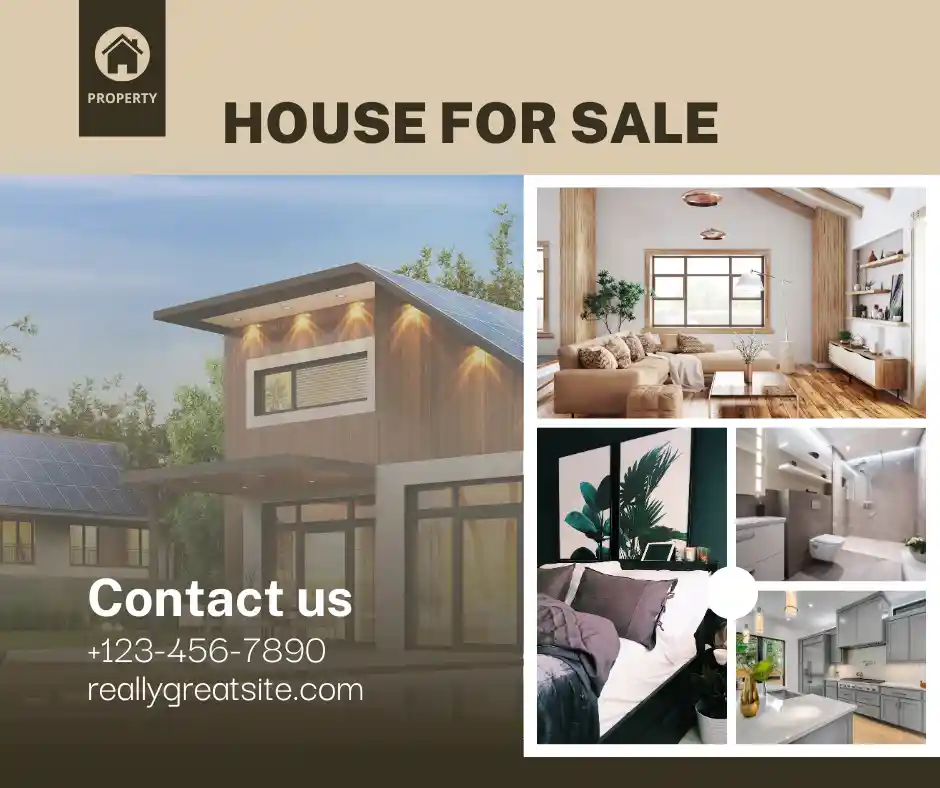 PROPERTY
HOUSE FOR SALE
Contact us
+123-456-7890
reallygreatsite.com